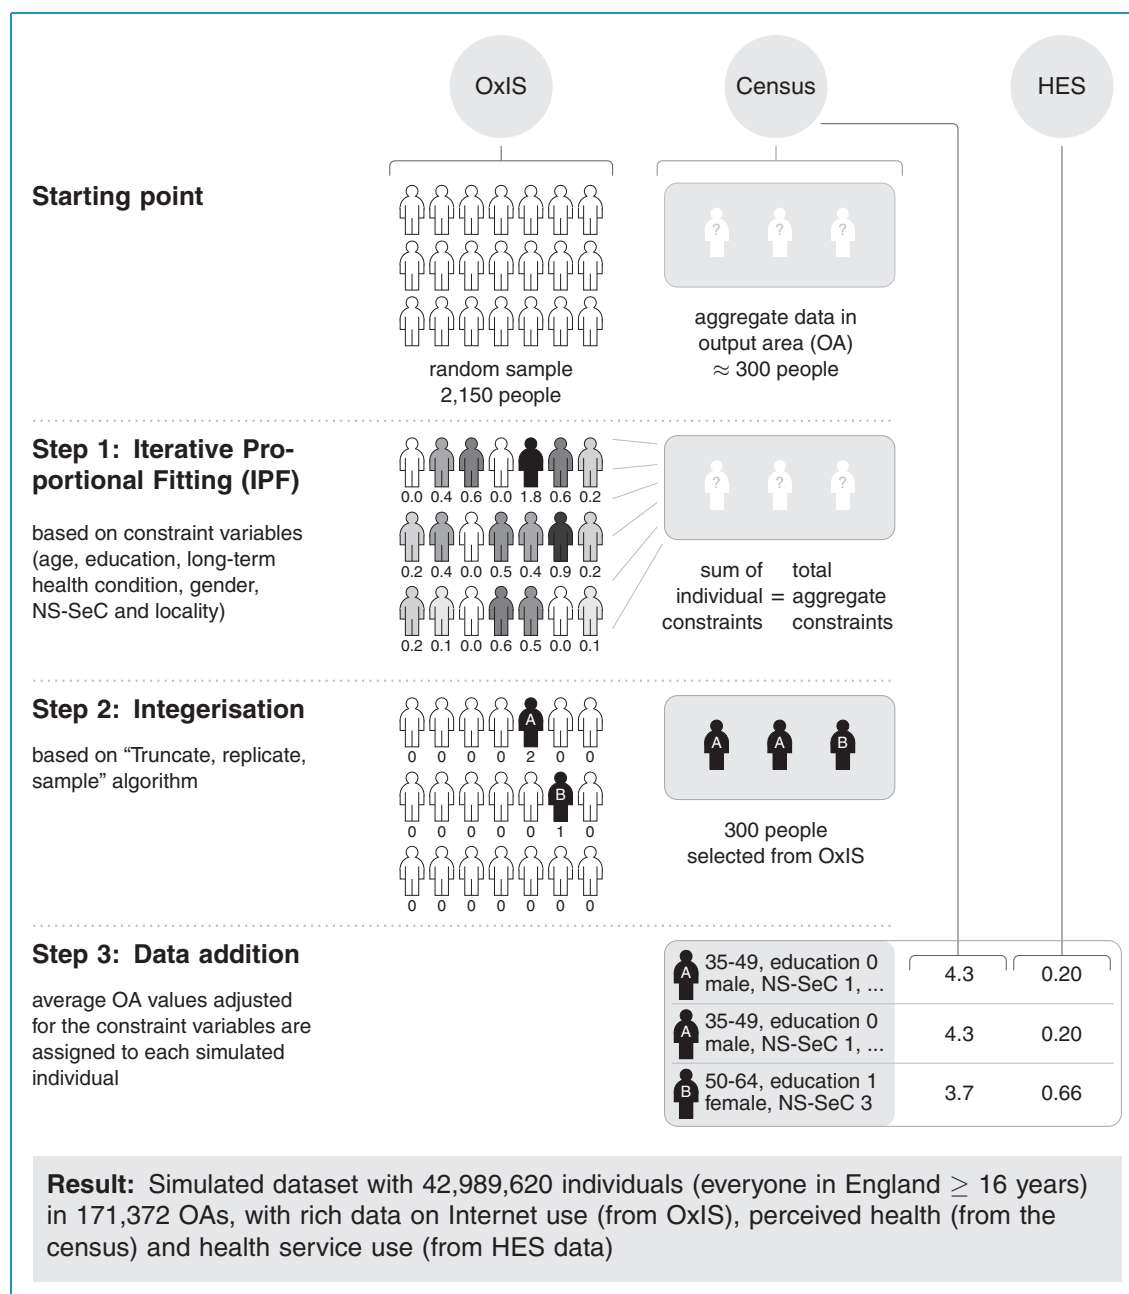 OxIS
Census
HES
Starting point
? ? ?
random sample
2,150 people
aggregate data in
output area (OA)
≈ 300 people
Step 1: Iterative Pro-
portional Fitting (IPF)
based on constraint variables
(age, education, long-term
health condition, gender,
NS-SeC and locality)
0.0 0.4 0.6 0.0 1.8 0.6 0.2
0.2 0.4 0.0 0.5 0.4 0.9 0.2
0.2 0.1 0.0 0.6 0.5 0.0 0.1
? ? ?
sum of total
individual = aggregate
constraints constraints
Step 2: Integerisation
based on “Truncate, replicate,
sample” algorithm
A
0 0 0 0 2 0 0
B
0 0 0 0 0 1 0
0 0 0 0 0 0 0
A A B
300 people
selected from OxIS
Step 3: Data addition
average OA values adjusted
for the constraint variables are
assigned to each simulated
individual
A 35-49, education 0
male, NS-SeC 1, ...
4.3 0.20
A 35-49, education 0
male, NS-SeC 1, ...
4.3 0.20
B 50-64, education 1
female, NS-SeC 3
3.7 0.66
Result: Simulated dataset with 42,989,620 individuals (everyone in England ≥ 16 years)
in 171,372 OAs, with rich data on Internet use (from OxIS), perceived health (from the
census) and health service use (from HES data)